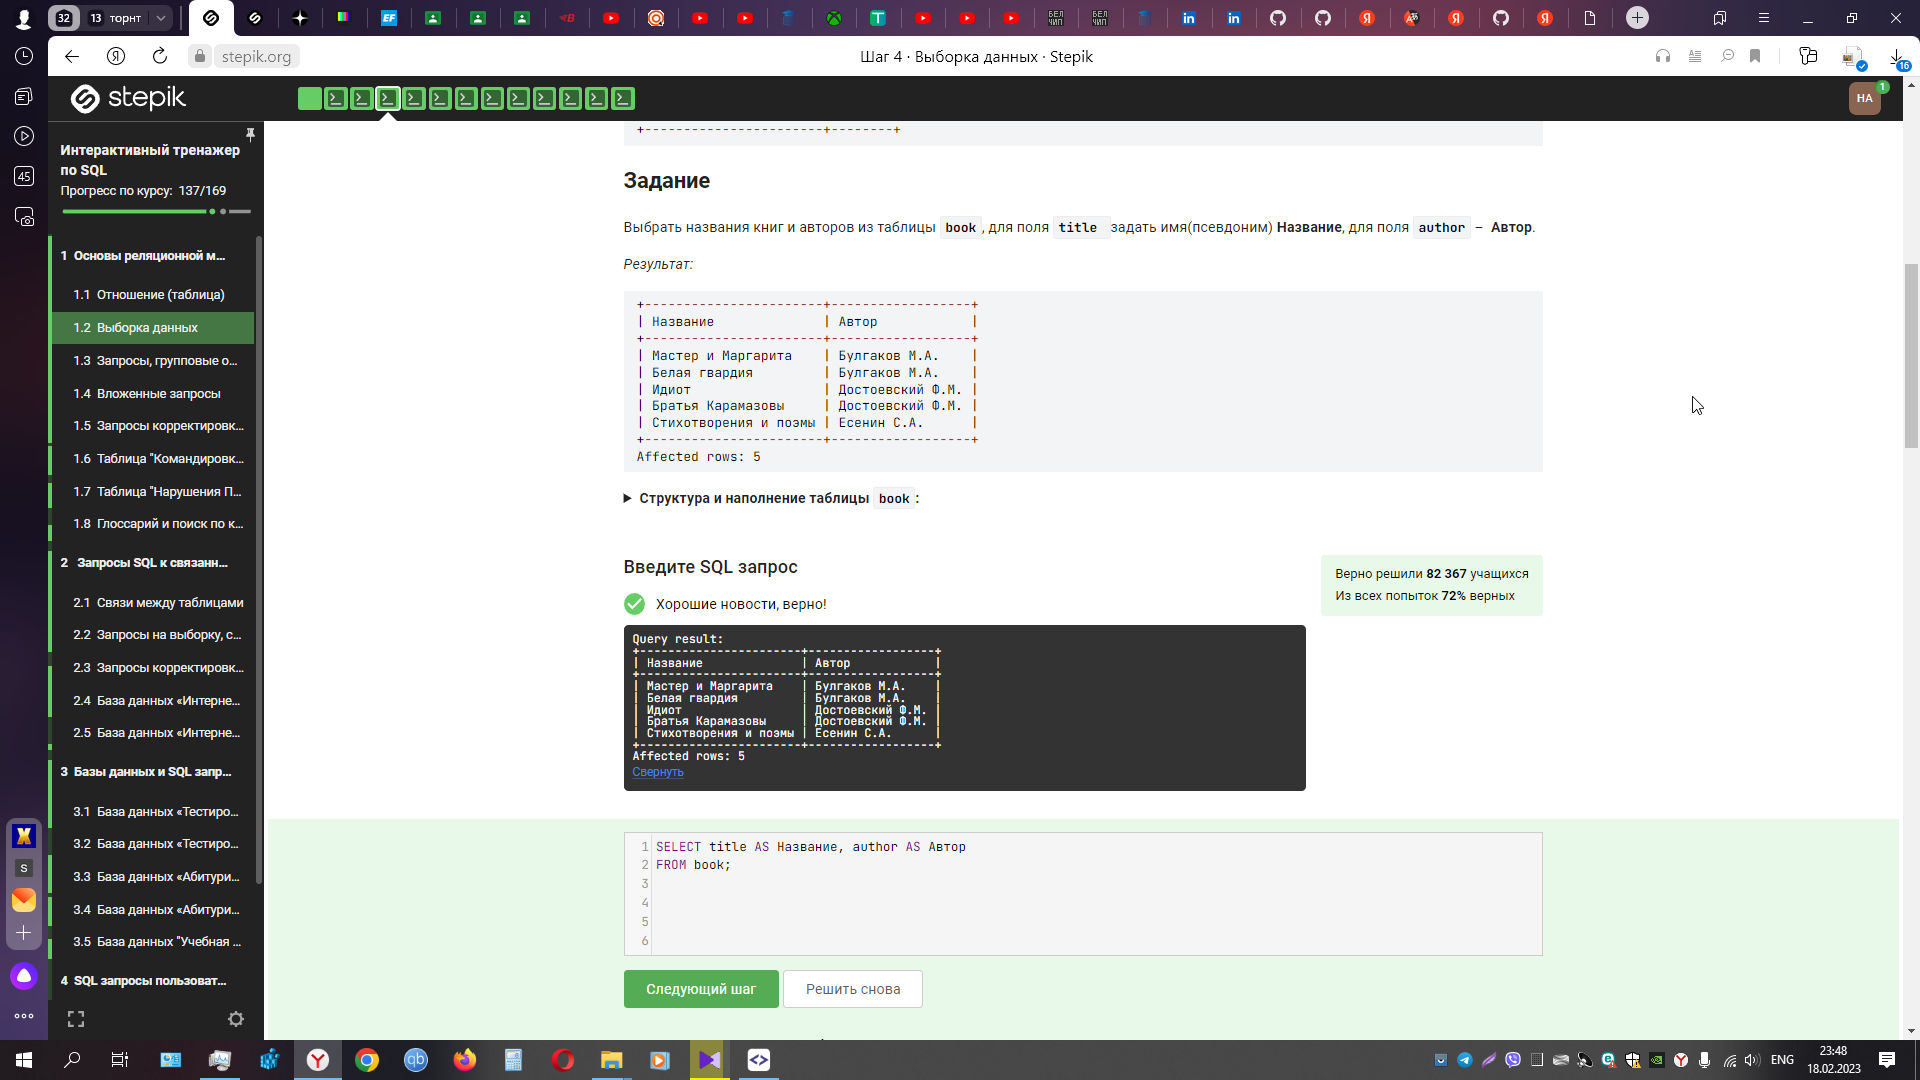 32
13 торнт
stepik.org
Шаг 4 · Выборка данных · Stepik
16
45
stepik
HA
1
Интерактивный тренажер
по SQL
Прогресс по курсу: 137/169
1 Основы реляционной м...
1.1 Отношение (таблица)
1.2 Выборка данных
1.3 Запросы, групповые о...
1.4 Вложенные запросы
1.5 Запросы корректировк...
1.6 Таблица "Командировк...
1.7 Таблица "Нарушения П...
1.8 Глоссарий и поиск по к...
2 Запросы SQL к связанн...
2.1 Связи между таблицами
2.2 Запросы на выборку, с...
2.3 Запросы корректировк...
2.4 База данных «Интерне...
2.5 База данных «Интерне...
3 Базы данных и SQL запр...
3.1 База данных «Тестиро...
3.2 База данных «Тестиро...
3.3 База данных «Абитури...
3.4 База данных «Абитури...
3.5 База данных "Учебная ...
4 SQL запросы пользоват...
+-----------------------+--------+
Задание
Выбрать названия книг и авторов из таблицы book, для поля title задать имя(псевдоним) Название, для поля author – Автор.
Результат:
+-----------------------+------------------+
| Название              | Автор            |
+-----------------------+------------------+
| Мастер и Маргарита    | Булгаков М.А.    |
| Белая гвардия         | Булгаков М.А.    |
| Идиот                 | Достоевский Ф.М. |
| Братья Карамазовы     | Достоевский Ф.М. |
| Стихотворения и поэмы | Есенин С.А.      |
+-----------------------+------------------+
Affected rows: 5
Структура и наполнение таблицы book:
Введите SQL запрос
Хорошие новости, верно!
Верно решили 82 367 учащихся
Из всех попыток 72% верных
Query result:
+-----------------------+------------------+
| Название              | Автор            |
+-----------------------+------------------+
| Мастер и Маргарита    | Булгаков М.А.    |
| Белая гвардия         | Булгаков М.А.    |
| Идиот                 | Достоевский Ф.М. |
| Братья Карамазовы     | Достоевский Ф.М. |
| Стихотворения и поэмы | Есенин С.А.      |
+-----------------------+------------------+
Affected rows: 5
Свернуть
1 SELECT title AS Название, author AS Автор
2 FROM book;
3
4
5
6
Следующий шаг
Решить снова
ENG
23:48
18.02.2023